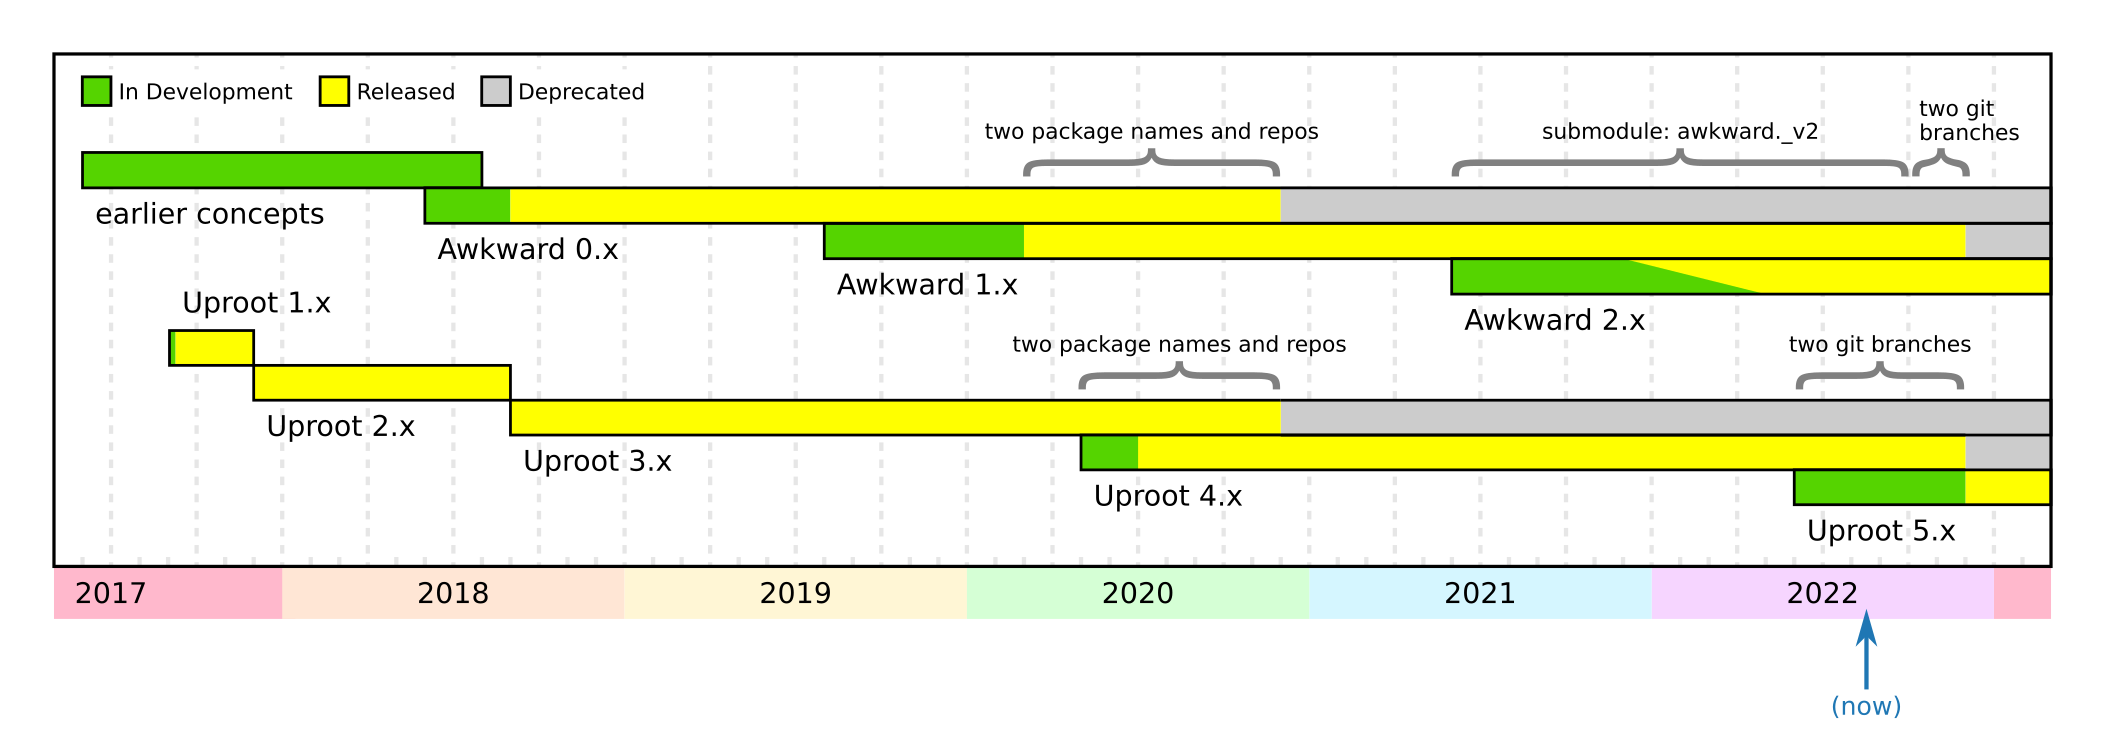 In Development
Released
Deprecated
two package names and repos
submodule: awkward._v2
two git
branches
earlier concepts
Awkward 0.x
Awkward 1.x
Awkward 2.x
Uproot 1.x
two package names and repos
two git branches
Uproot 2.x
Uproot 3.x
Uproot 4.x
Uproot 5.x
2017
2018
2019
2020
2021
2022
(now)